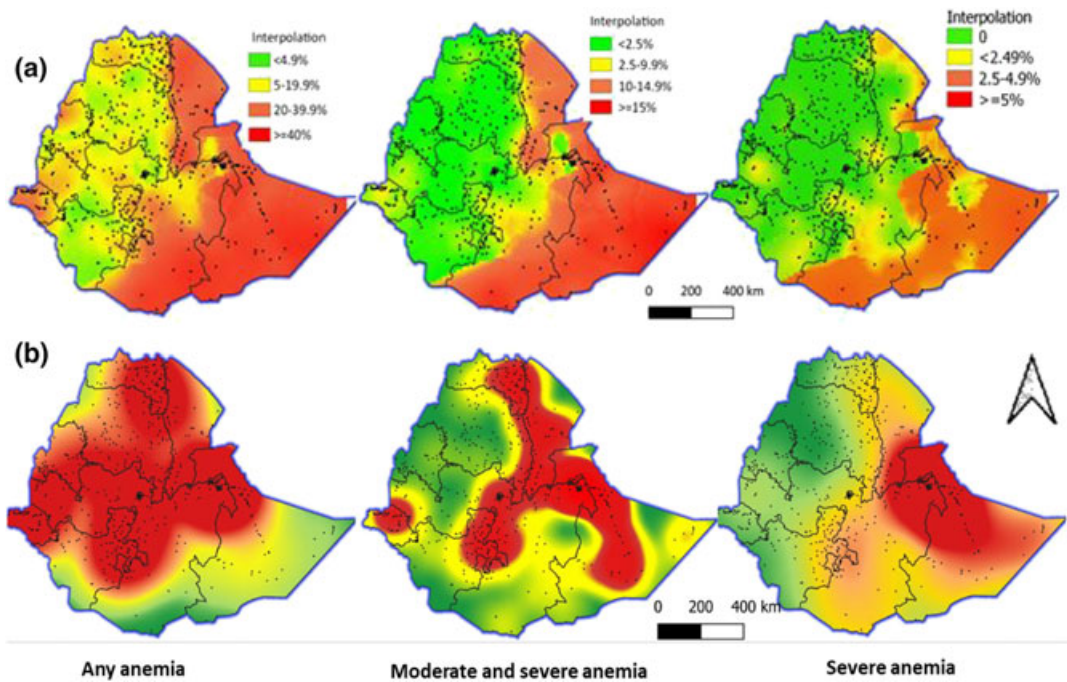 (a)
Interpolation
<4.9%
5-19.9%
20-39.9%
>=40%
Interpolation
<2.5%
2.5-9.9%
10-14.9%
>=15%
Interpolation
0
<2.49%
2.5-4.9%
>=5%
0 200 400 km
(b)
0 200 400 km
Any anemia
Moderate and severe anemia
Severe anemia